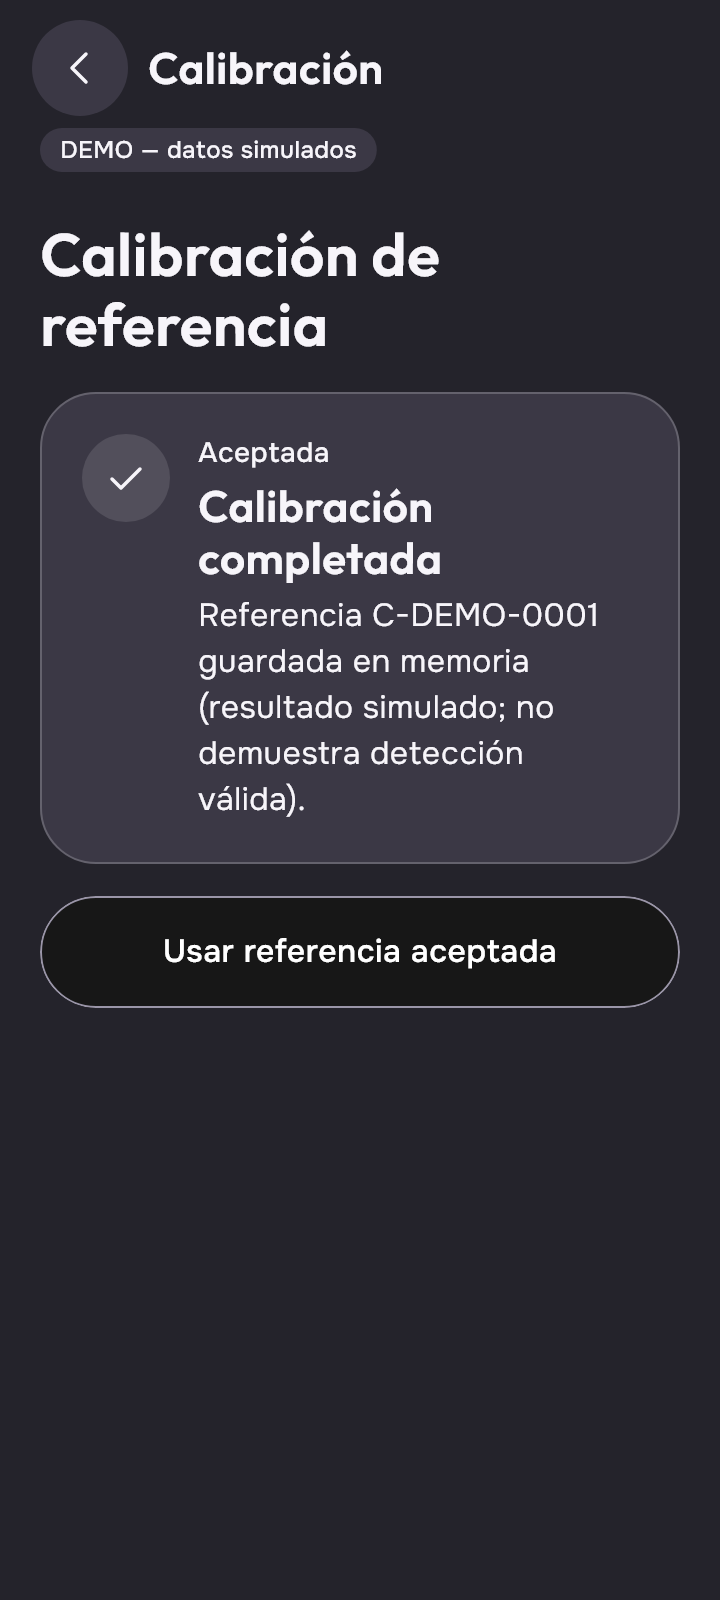 Calibración
DEMO — datos simulados
Calibración de
referencia
Aceptada
Calibración
completada
Referencia C-DEMO-0001
guardada en memoria
(resultado simulado; no
demuestra detección
válida).
Usar referencia aceptada